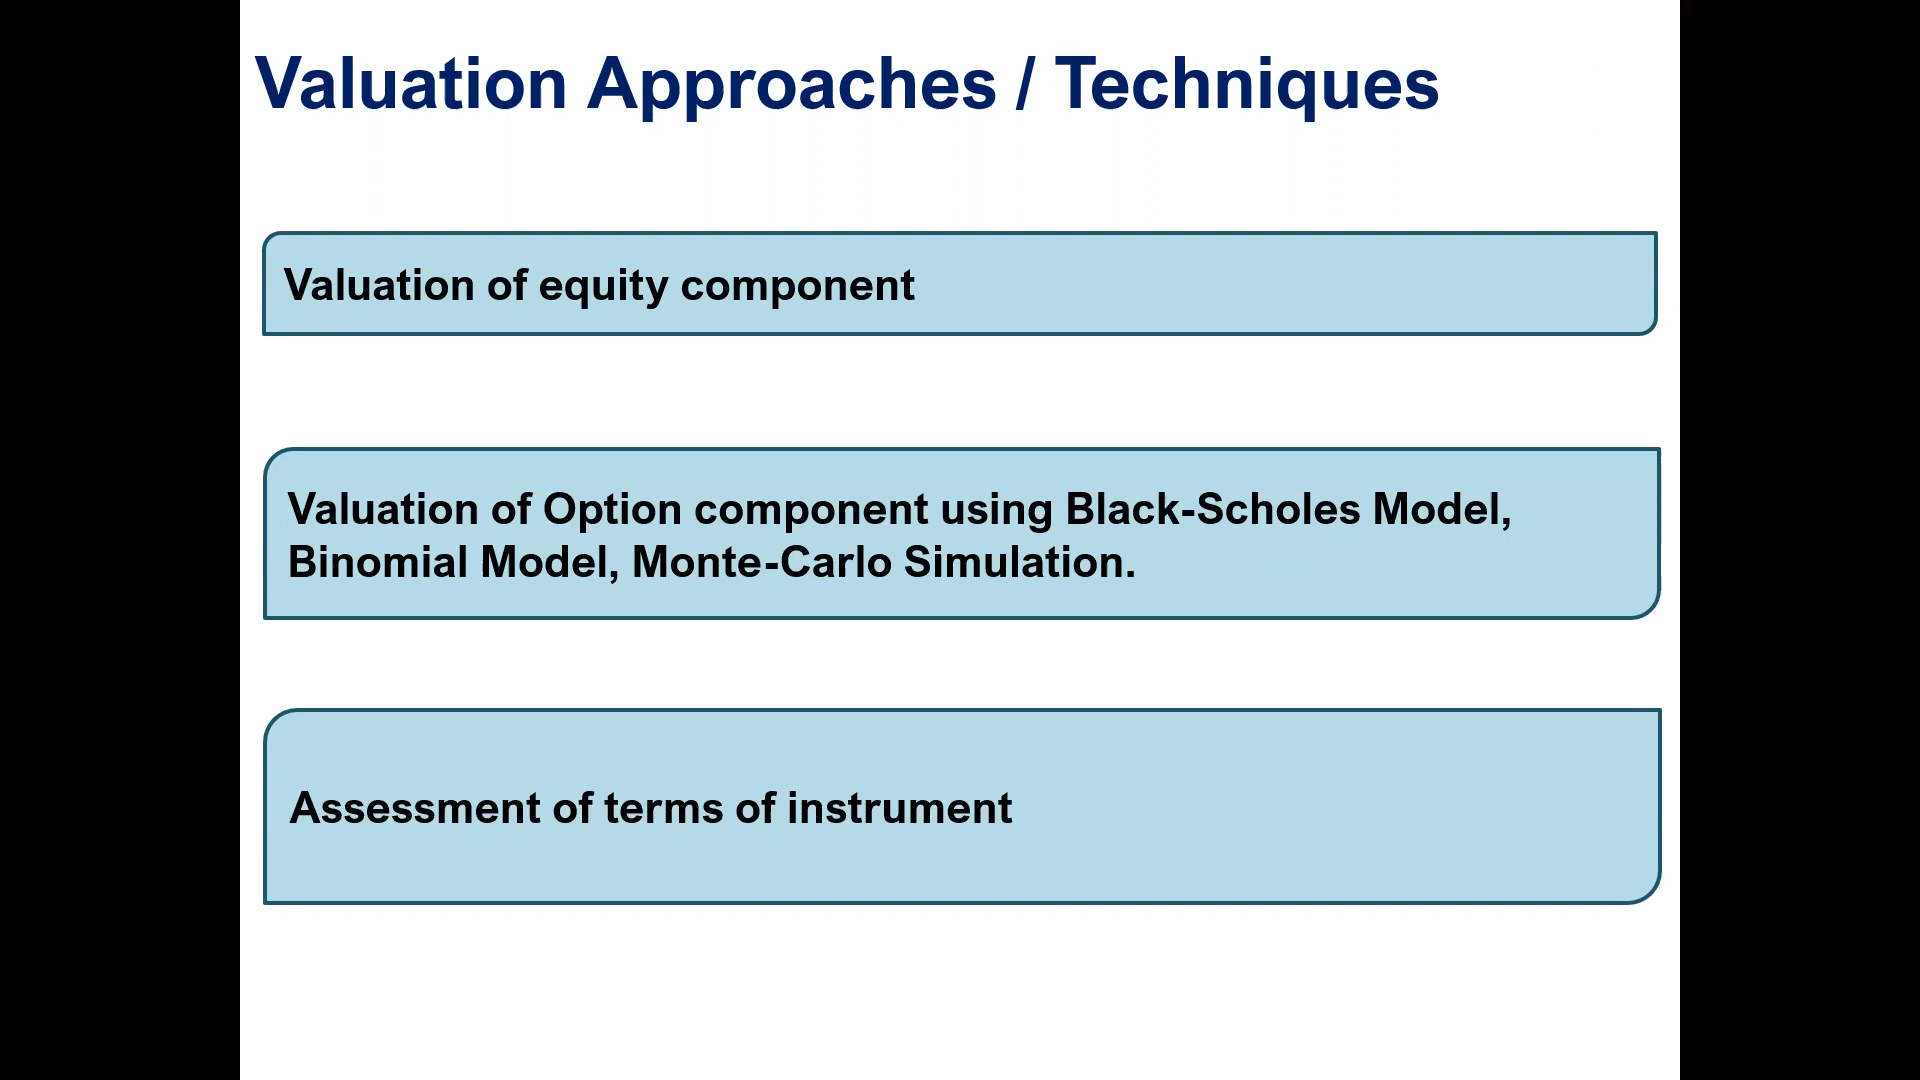 Valuation Approaches / Techniques
Valuation of equity component
Valuation of Option component using Black-Scholes Model,
Binomial Model, Monte-Carlo Simulation.
Assessment of terms of instrument